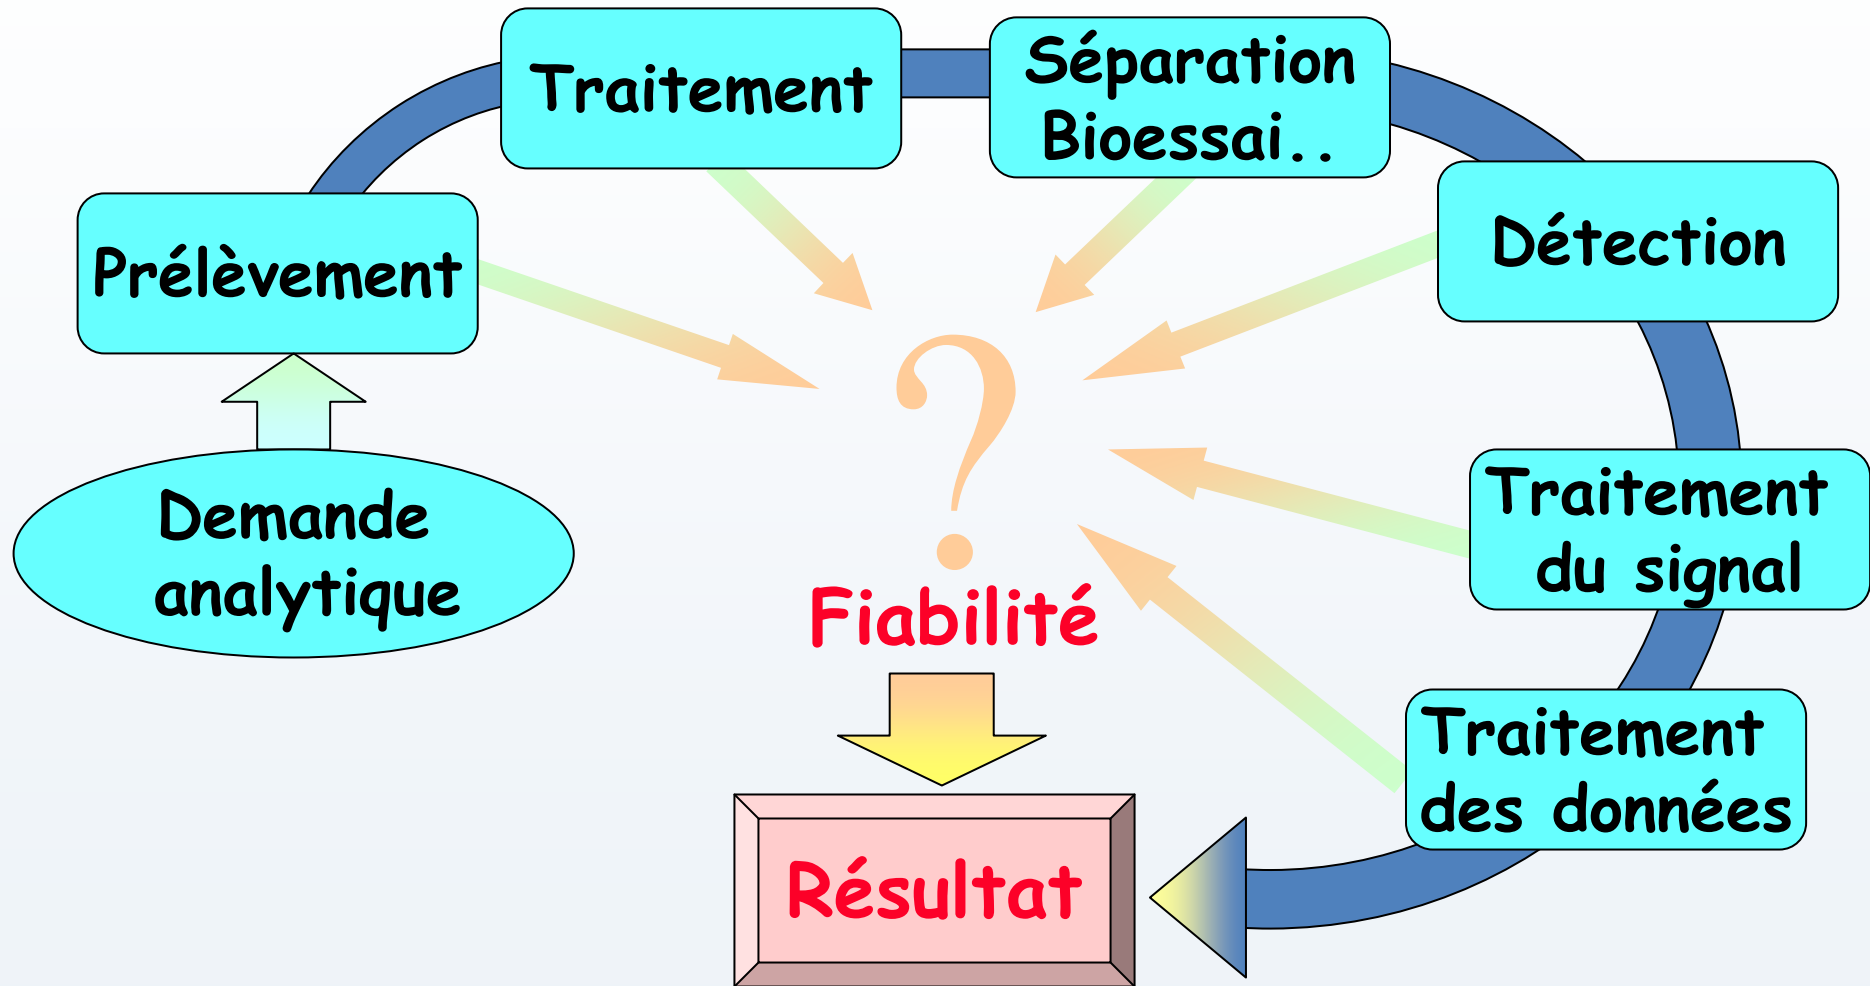 Demande
analytique
Prélèvement
Traitement
Séparation
Bioessai..
Détection
Traitement
du signal
Traitement
des données
?
Fiabilité
Résultat